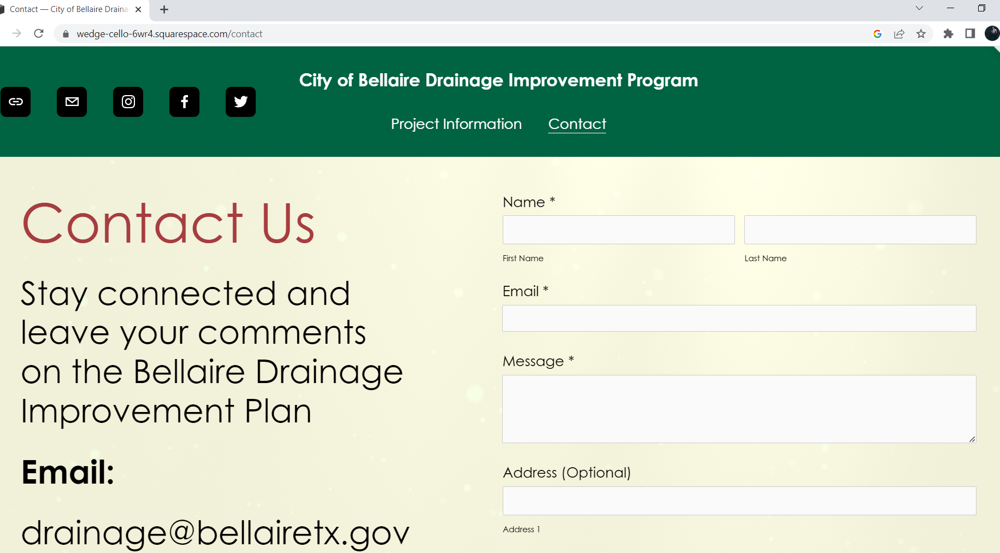 Contact — City of Bellaire Draina
wedge-cello-6wr4.squarespace.com/contact
City of Bellaire Drainage Improvement Program
Project Information Contact
Contact Us
Stay connected and
leave your comments
on the Bellaire Drainage
Improvement Plan
Email:
drainage@bellairetx.gov
Name *
First Name Last Name
Email *
Message *
Address (Optional)
Address 1